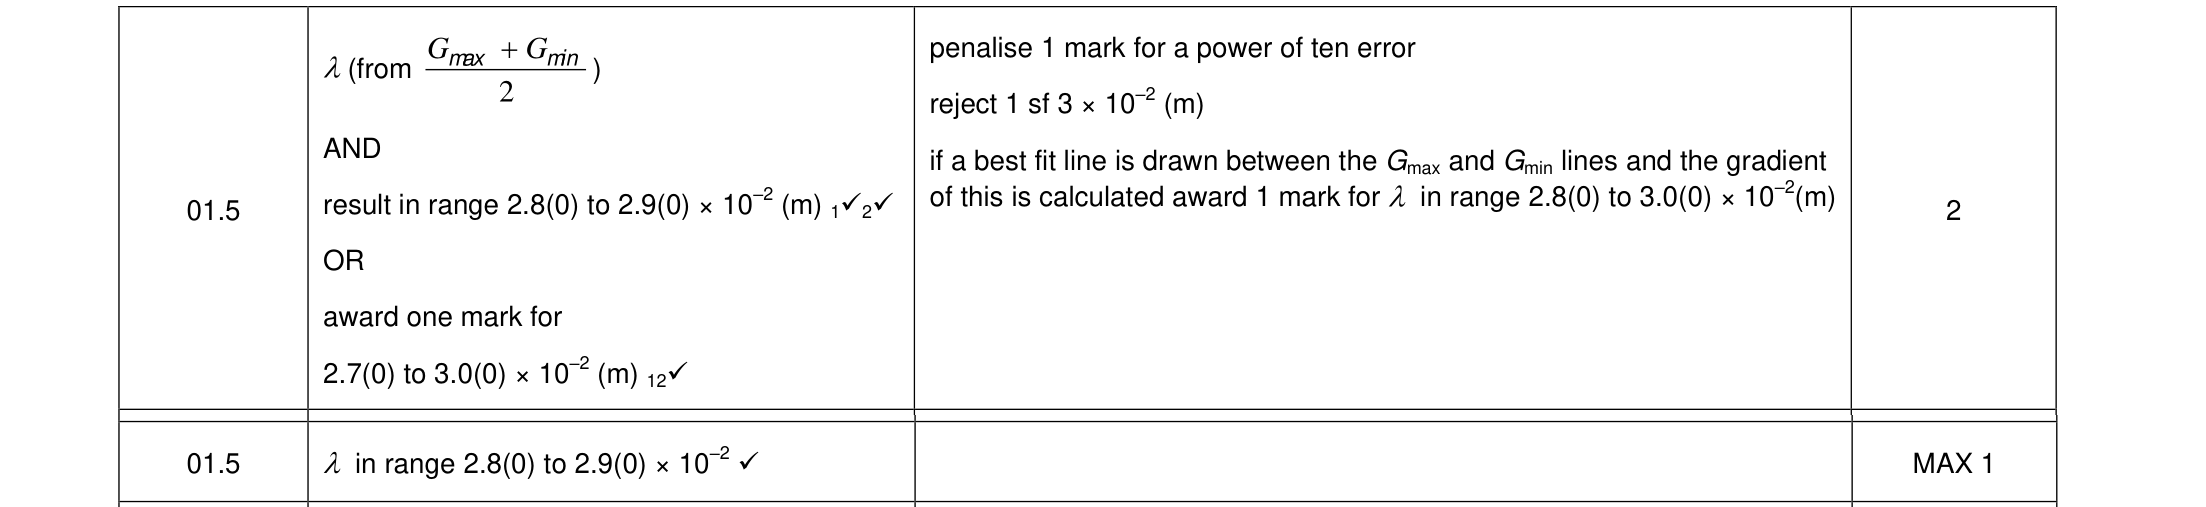 01.5
λ (from (G_max + G_min)/2)
AND
result in range 2.8(0) to 2.9(0) × 10⁻² (m) ₁✓₂✓
OR
award one mark for
2.7(0) to 3.0(0) × 10⁻² (m) ₁₂✓
penalise 1 mark for a power of ten error
reject 1 sf 3 × 10⁻² (m)
if a best fit line is drawn between the G_max and G_min lines and the gradient
of this is calculated award 1 mark for λ in range 2.8(0) to 3.0(0) × 10⁻²(m)
2
01.5
λ in range 2.8(0) to 2.9(0) × 10⁻² ✓
MAX 1